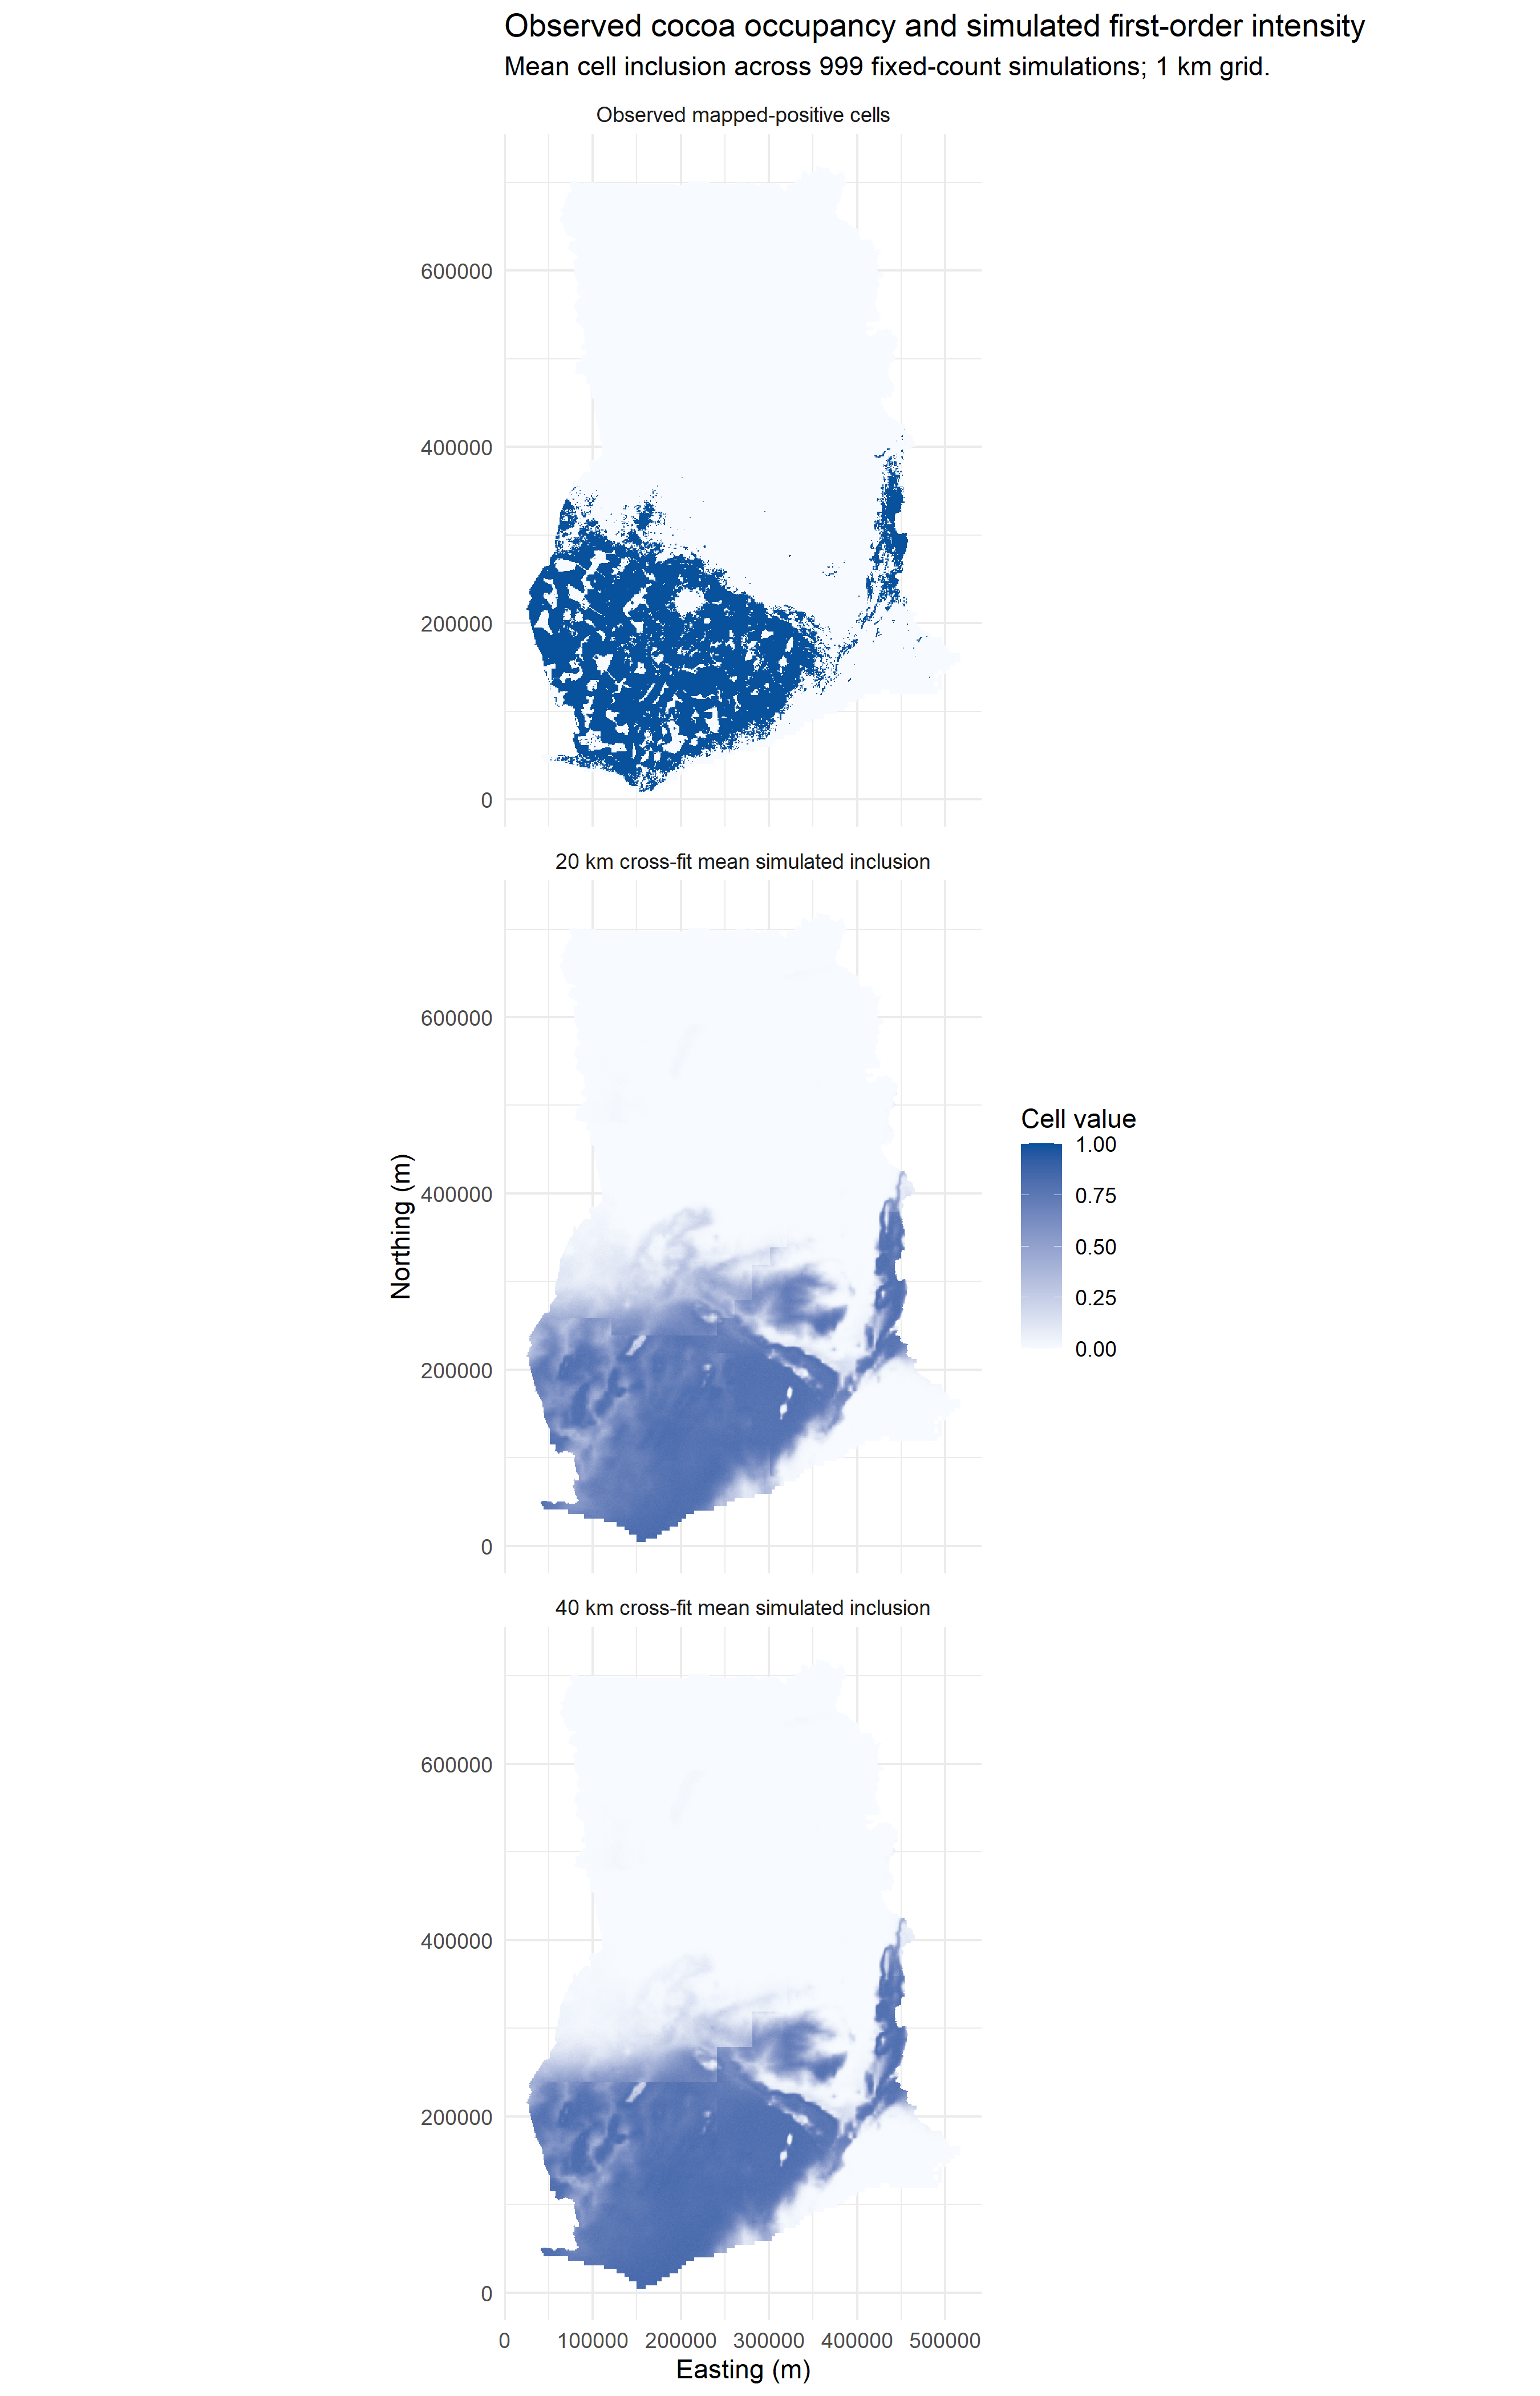 Observed cocoa occupancy and simulated first-order intensity
Mean cell inclusion across 999 fixed-count simulations; 1 km grid.
Observed mapped-positive cells
600000
400000
200000
0
20 km cross-fit mean simulated inclusion
600000
400000
200000
0
Northing (m)
Cell value
1.00
0.75
0.50
0.25
0.00
40 km cross-fit mean simulated inclusion
600000
400000
200000
0
0 100000 200000 300000 400000 500000
Easting (m)